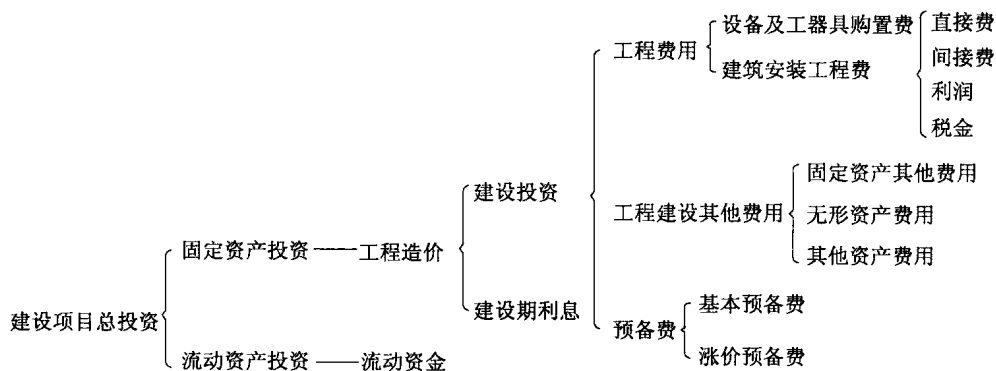 建设项目总投资
固定资产投资——工程造价
流动资产投资——流动资金
建设投资
建设期利息
工程费用
工程建设其他费用
预备费
设备及工器具购置费
建筑安装工程费
直接费
间接费
利润
税金
固定资产其他费用
无形资产费用
其他资产费用
基本预备费
涨价预备费